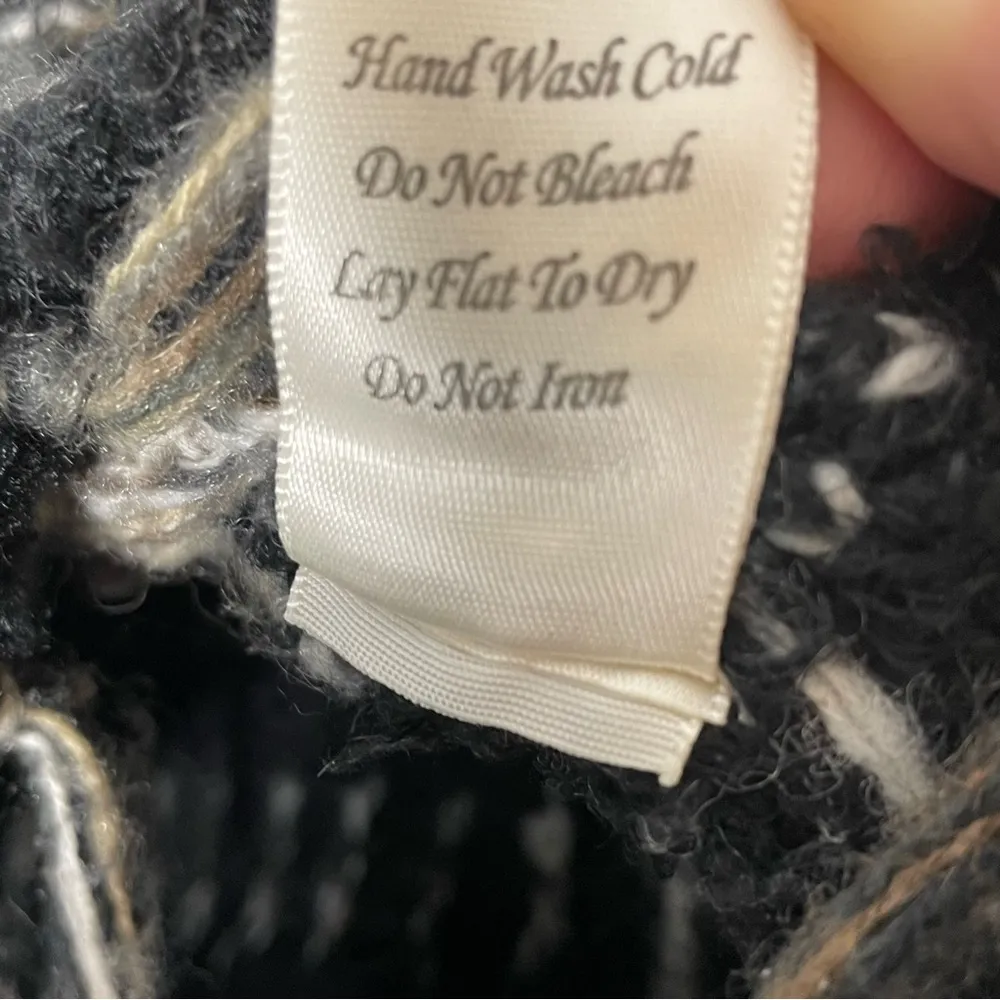 Hand Wash Cold
Do Not Bleach
Lay Flat To Dry
Do Not Iron